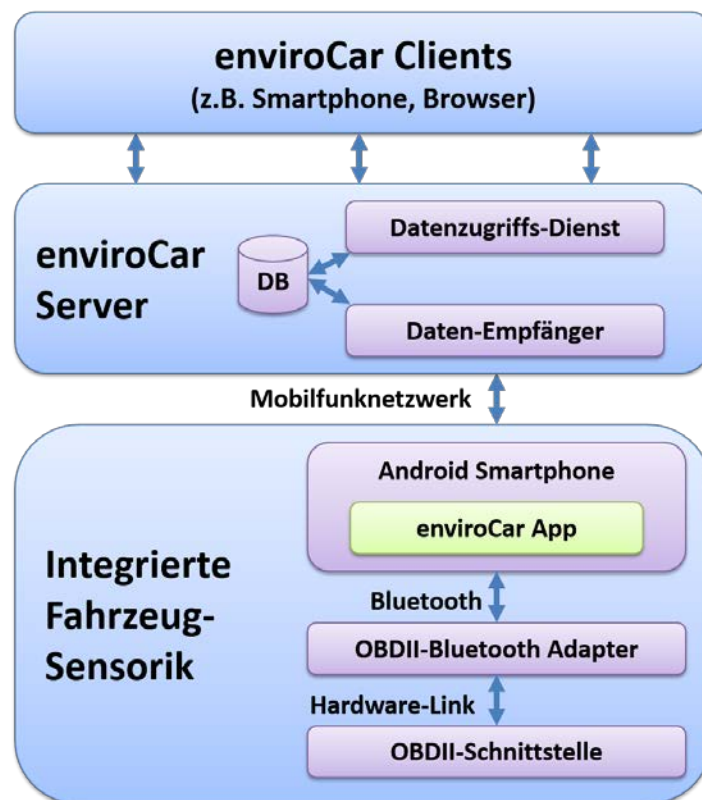 enviroCar Clients
(z.B. Smartphone, Browser)
enviroCar
Server
DB
Datenzugriffs-Dienst
Daten-Empfänger
Mobilfunknetzwerk
Integrierte
Fahrzeug-
Sensorik
Android Smartphone
enviroCar App
Bluetooth
OBDII-Bluetooth Adapter
Hardware-Link
OBDII-Schnittstelle